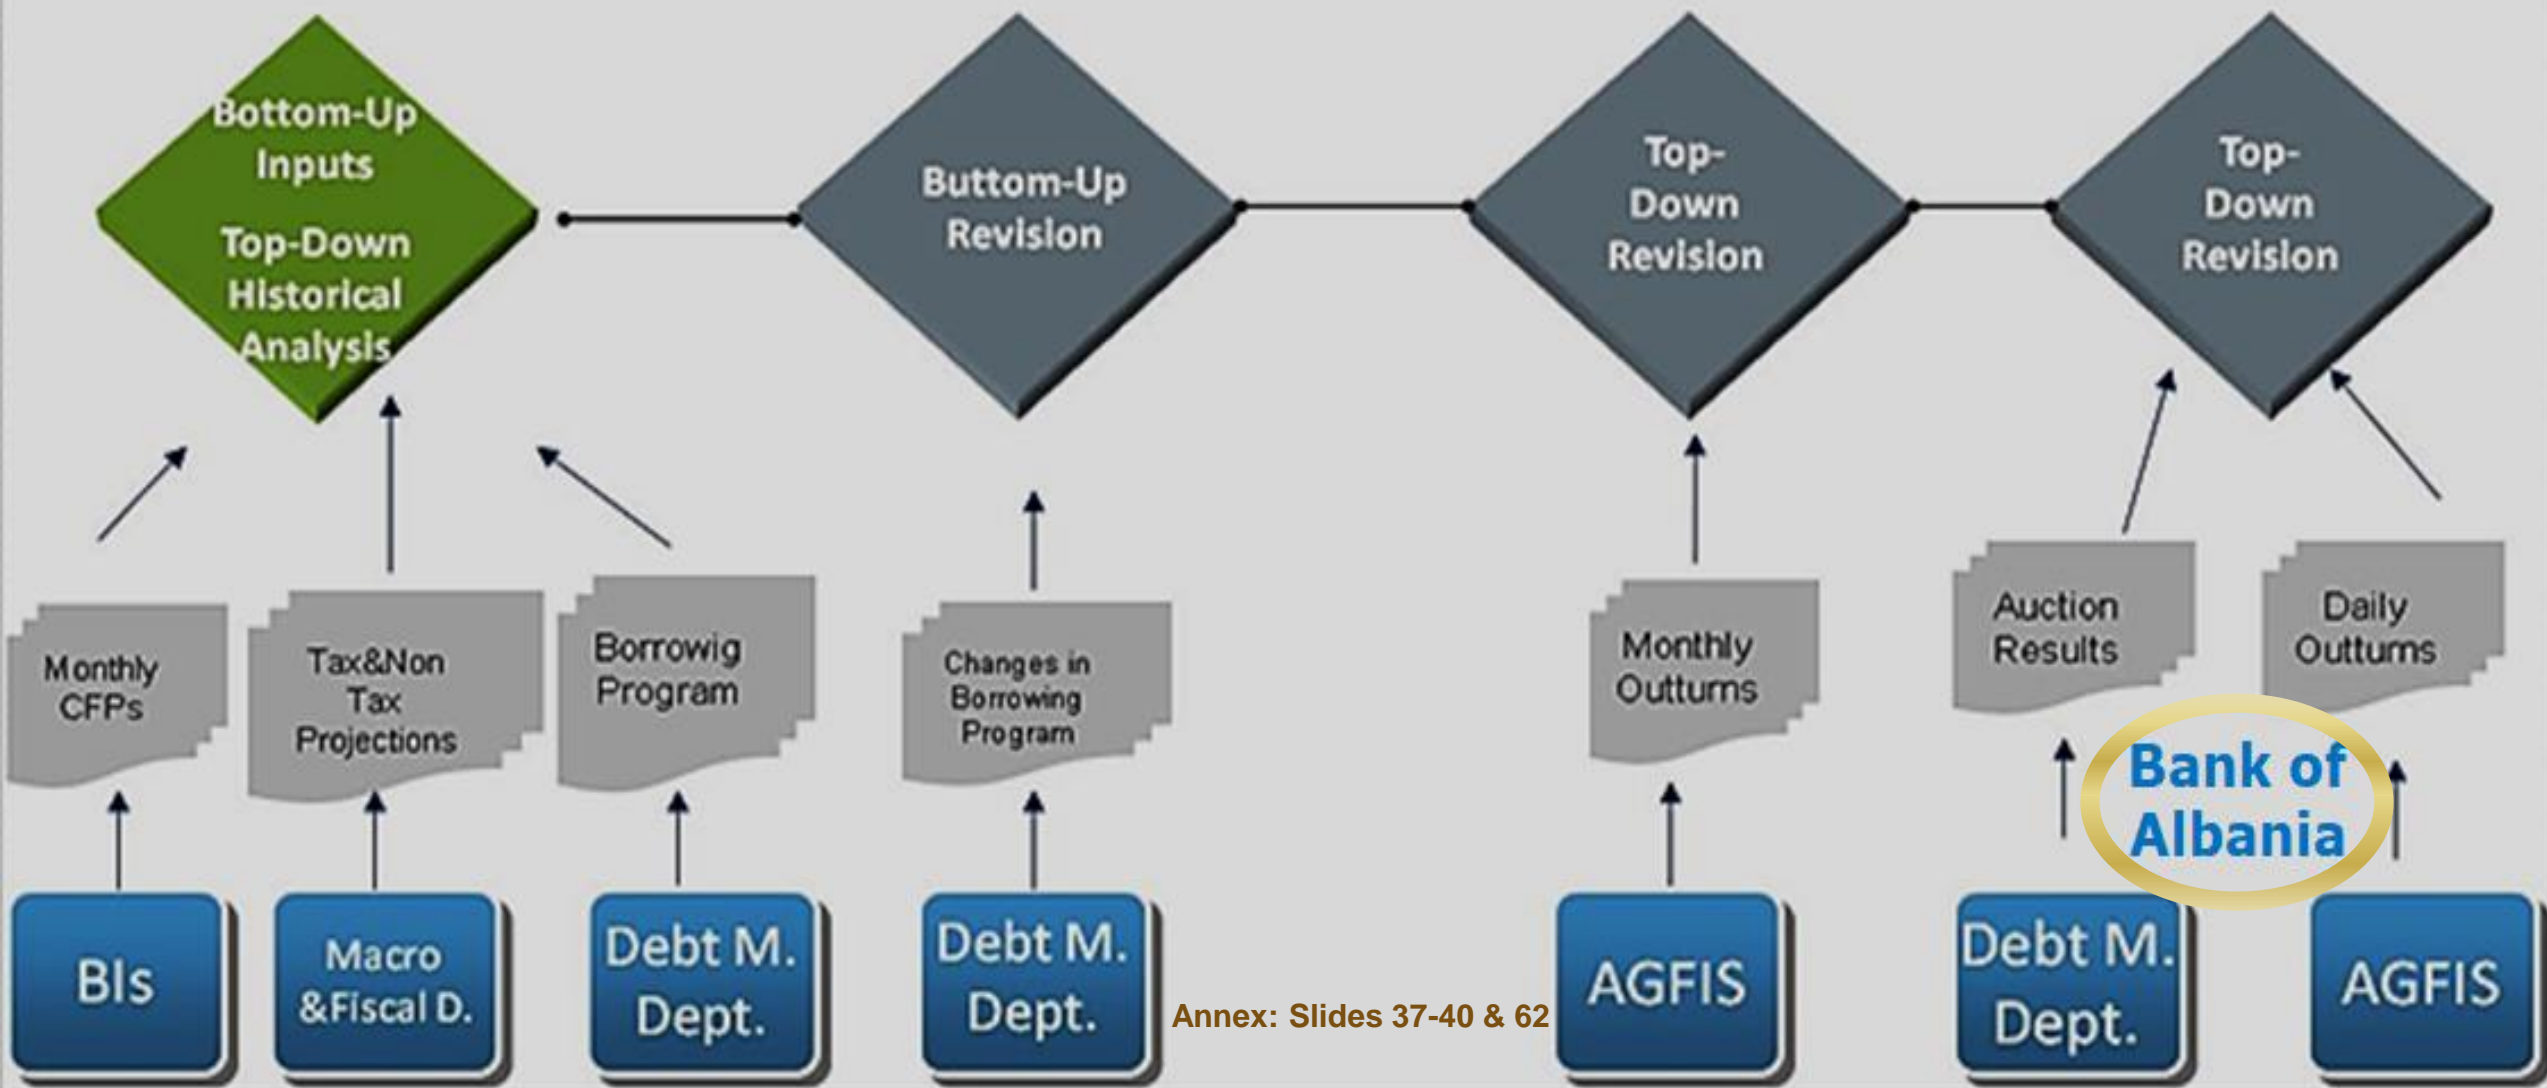 Bottom-Up
Inputs
Top-Down
Historical
Analysis
Buttom-Up
Revision
Top-
Down
Revision
Top-
Down
Revision
Monthly
CFPs
Tax&Non
Tax
Projections
Borrowig
Program
Changes in
Borrowing
Program
Monthly
Outturns
Auction
Results
Daily
Outturns
Bank of
Albania
BIs
Macro
&Fiscal D.
Debt M.
Dept.
Debt M.
Dept.
Annex: Slides 37-40 & 62
AGFIS
Debt M.
Dept.
AGFIS